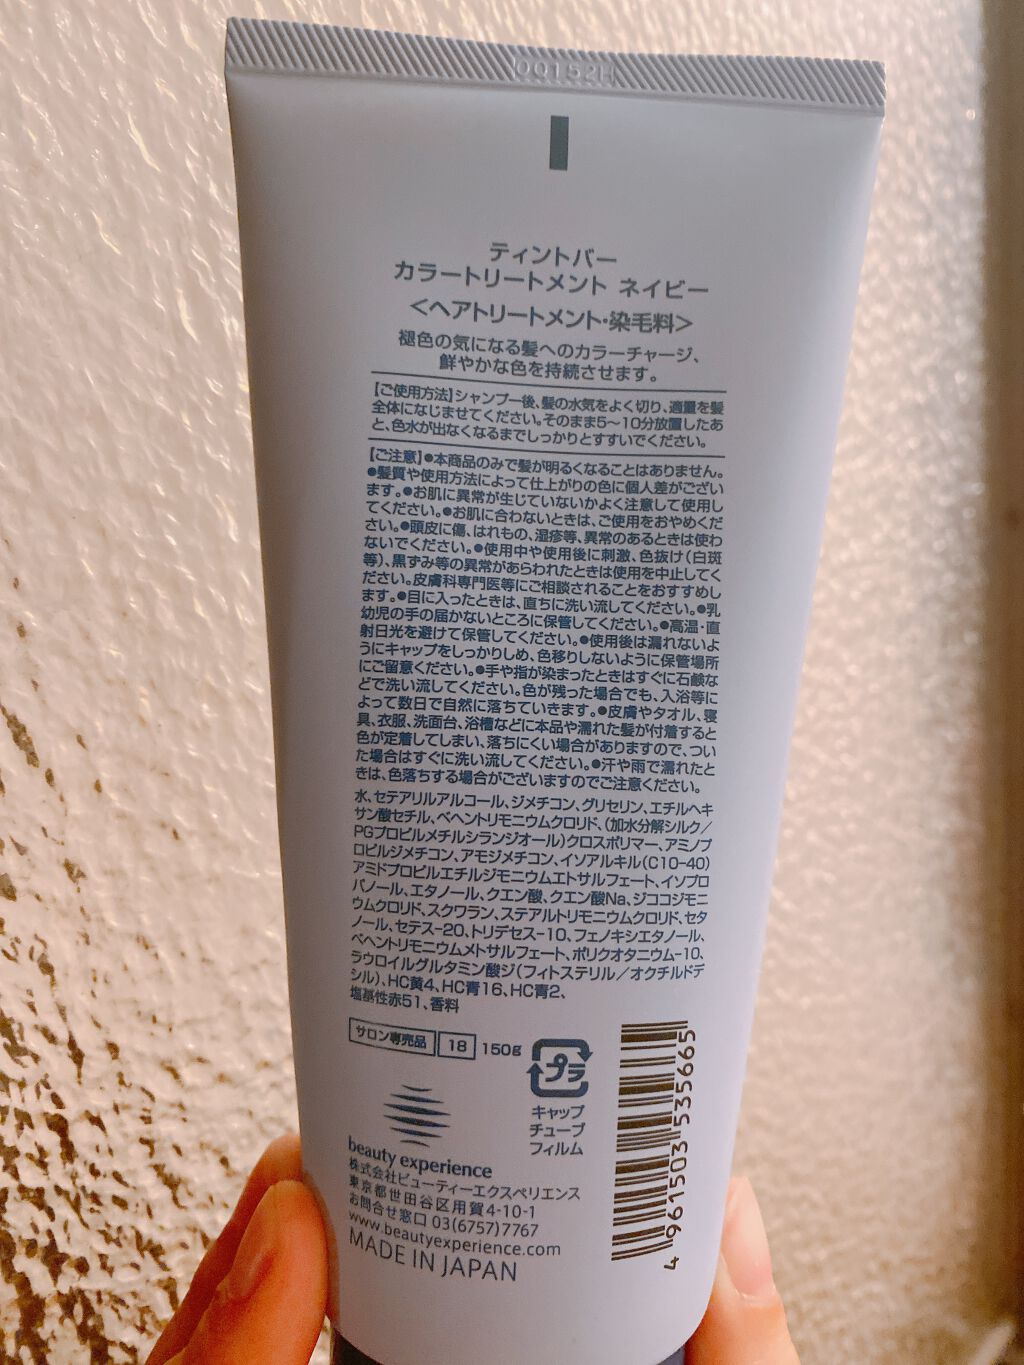 00152H
ティントバー
カラートリートメント ネイビー
<ヘアトリートメント・染毛料>
褪色の気になる髪へのカラーチャージ、
鮮やかな色を持続させます。
【ご使用方法】シャンプー後、髪の水気をよく切り、適量を髪
全体になじませてください。そのまま5〜10分放置したあ
と、色水が出なくなるまでしっかりとすすいでください。
【ご注意】●本商品のみで髪が明るくなることはありません。
●髪質や使用方法によって仕上がりの色に個人差がござい
ます。●お肌に異常が生じていないかよく注意して使用し
てください。●お肌に合わないときは、ご使用をおやめくだ
さい。●頭皮に傷、はれもの、湿疹等、異常のあるときは使わ
ないでください。●使用中や使用後に刺激、色抜け(白斑
等)、黒ずみ等の異常があらわれたときは使用を中止してく
ださい。皮膚科専門医等にご相談されることをおすすめし
ます。●目に入ったときは、直ちに洗い流してください。●乳
幼児の手の届かないところに保管してください。●高温・直
射日光を避けて保管してください。●使用後は漏れないよ
うにキャップをしっかりしめ、色移りしないように保管場所
にご留意ください。●手や指が染まったときはすぐに石鹸な
どで洗い流してください。色が残った場合でも、入浴等に
よって数日で自然に落ちていきます。●皮膚やタオル、寝
具、衣服、洗面台、浴槽などに本品や濡れた髪が付着すると
色が定着してしまい、落ちにくい場合がありますので、つい
た場合はすぐに洗い流してください。●汗や雨で濡れたと
きは、色落ちする場合がございますのでご注意ください。
水、セテアリルアルコール、ジメチコン、グリセリン、エチルヘキ
サン酸セチル、ベヘントリモニウムクロリド、(加水分解シルク/
PGプロピルメチルシランジオール)クロスポリマー、アミノプ
ロピルジメチコン、アモジメチコン、イソアルキル(C10-40)
アミドプロピルエチルジモニウムエトサルフェート、イソプロ
パノール、エタノール、クエン酸、クエン酸Na、ジココジモニ
ウムクロリド、スクワラン、ステアルトリモニウムクロリド、セタ
ノール、セテス-20、トリデセス-10、フェノキシエタノール、
ベヘントリモニウムメトサルフェート、ポリクオタニウム-10、
ラウロイルグルタミン酸ジ(フィトステリル/オクチルドデ
シル)、HC黄4、HC青16、HC青2、
塩基性赤51、香料
サロン専売品 18 150g
プラ
キャップ
チューブ
フィルム
beauty experience
株式会社ビューティーエクスペリエンス
東京都世田谷区用賀4-10-1
お問合せ窓口 03(6757)7767
www.beautyexperience.com
MADE IN JAPAN
4 961503 535665